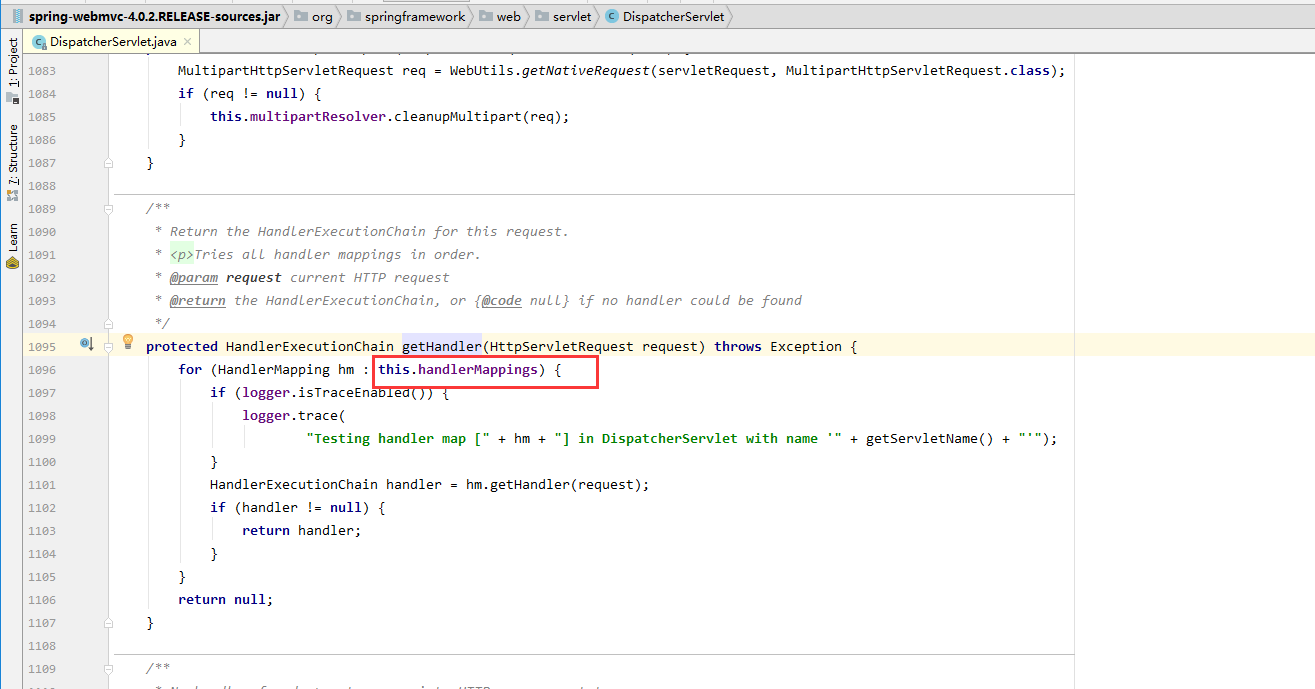 spring-webmvc-4.0.2.RELEASE-sources.jar org springframework web servlet DispatcherServlet
DispatcherServlet.java
1: Project
7: Structure
Learn
1083 MultipartHttpServletRequest req = WebUtils.getNativeRequest(servletRequest, MultipartHttpServletRequest.class);
1084 if (req != null) {
1085 this.multipartResolver.cleanupMultipart(req);
1086 }
1087 }
1088
1089 /**
1090 * Return the HandlerExecutionChain for this request.
1091 * <p>Tries all handler mappings in order.
1092 * @param request current HTTP request
1093 * @return the HandlerExecutionChain, or {@code null} if no handler could be found
1094 */
1095 protected HandlerExecutionChain getHandler(HttpServletRequest request) throws Exception {
1096 for (HandlerMapping hm : this.handlerMappings) {
1097 if (logger.isTraceEnabled()) {
1098 logger.trace(
1099 "Testing handler map [" + hm + "] in DispatcherServlet with name '" + getServletName() + "'");
1100 }
1101 HandlerExecutionChain handler = hm.getHandler(request);
1102 if (handler != null) {
1103 return handler;
1104 }
1105 }
1106 return null;
1107 }
1108
1109 /**